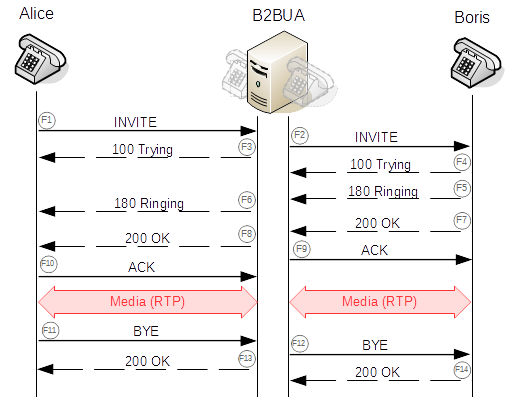 Alice
B2BUA
Boris
F1
INVITE
F2
INVITE
100 Trying
F3
100 Trying
F4
180 Ringing
F5
180 Ringing
F6
200 OK
F7
200 OK
F8
F9
ACK
F10
ACK
Media (RTP)
Media (RTP)
F11
BYE
F12
BYE
200 OK
F13
200 OK
F14